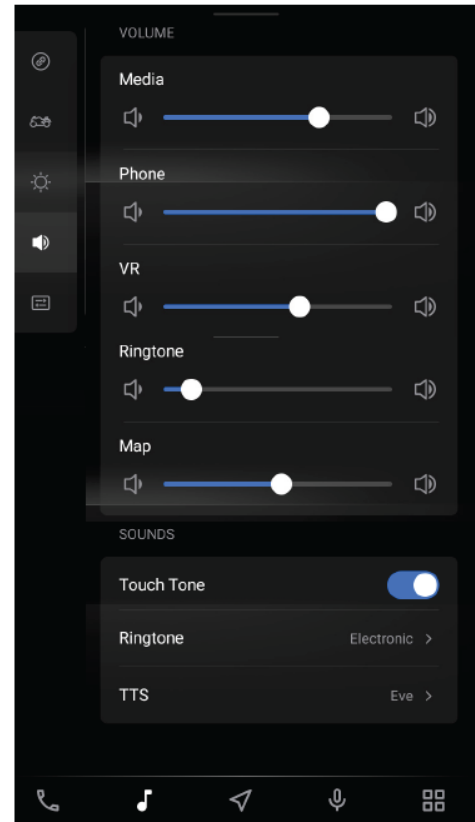 VOLUME
Media
Phone
VR
Ringtone
Map
SOUNDS
Touch Tone
Ringtone Electronic >
TTS Eve >